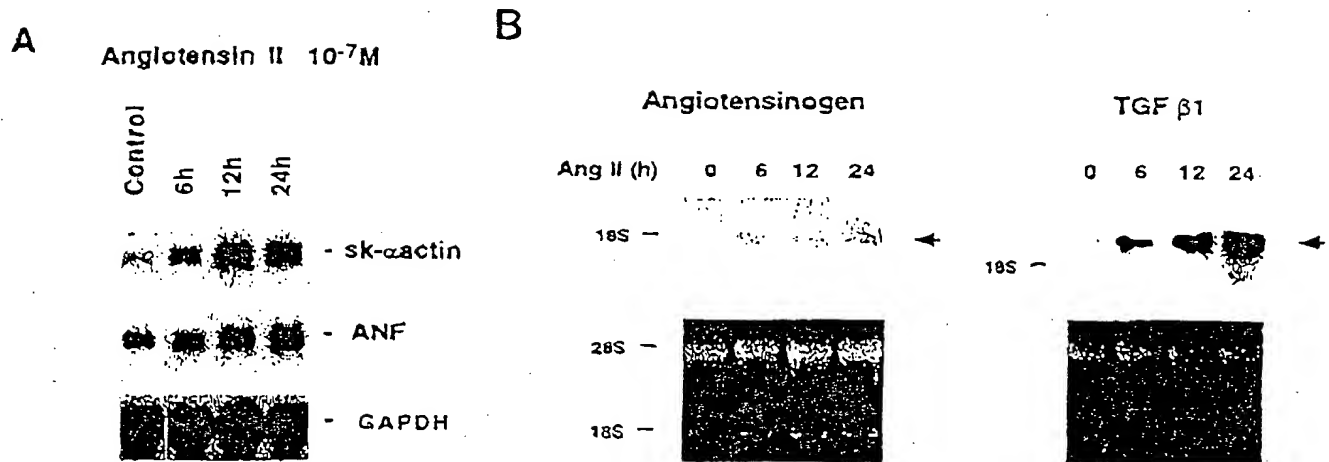 A
Angiotensin II 10-7M
Control 6h 12h 24h
- sk-αactin
- ANF
- GAPDH
B
Angiotensinogen
Ang II (h) 0 6 12 24
18S –
28S –
18S –
TGF β1
0 6 12 24
18S –